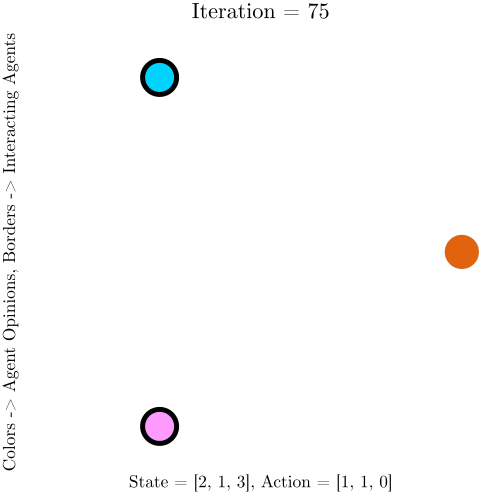 Iteration = 75
Colors -> Agent Opinions, Borders -> Interacting Agents
State = [2, 1, 3], Action = [1, 1, 0]